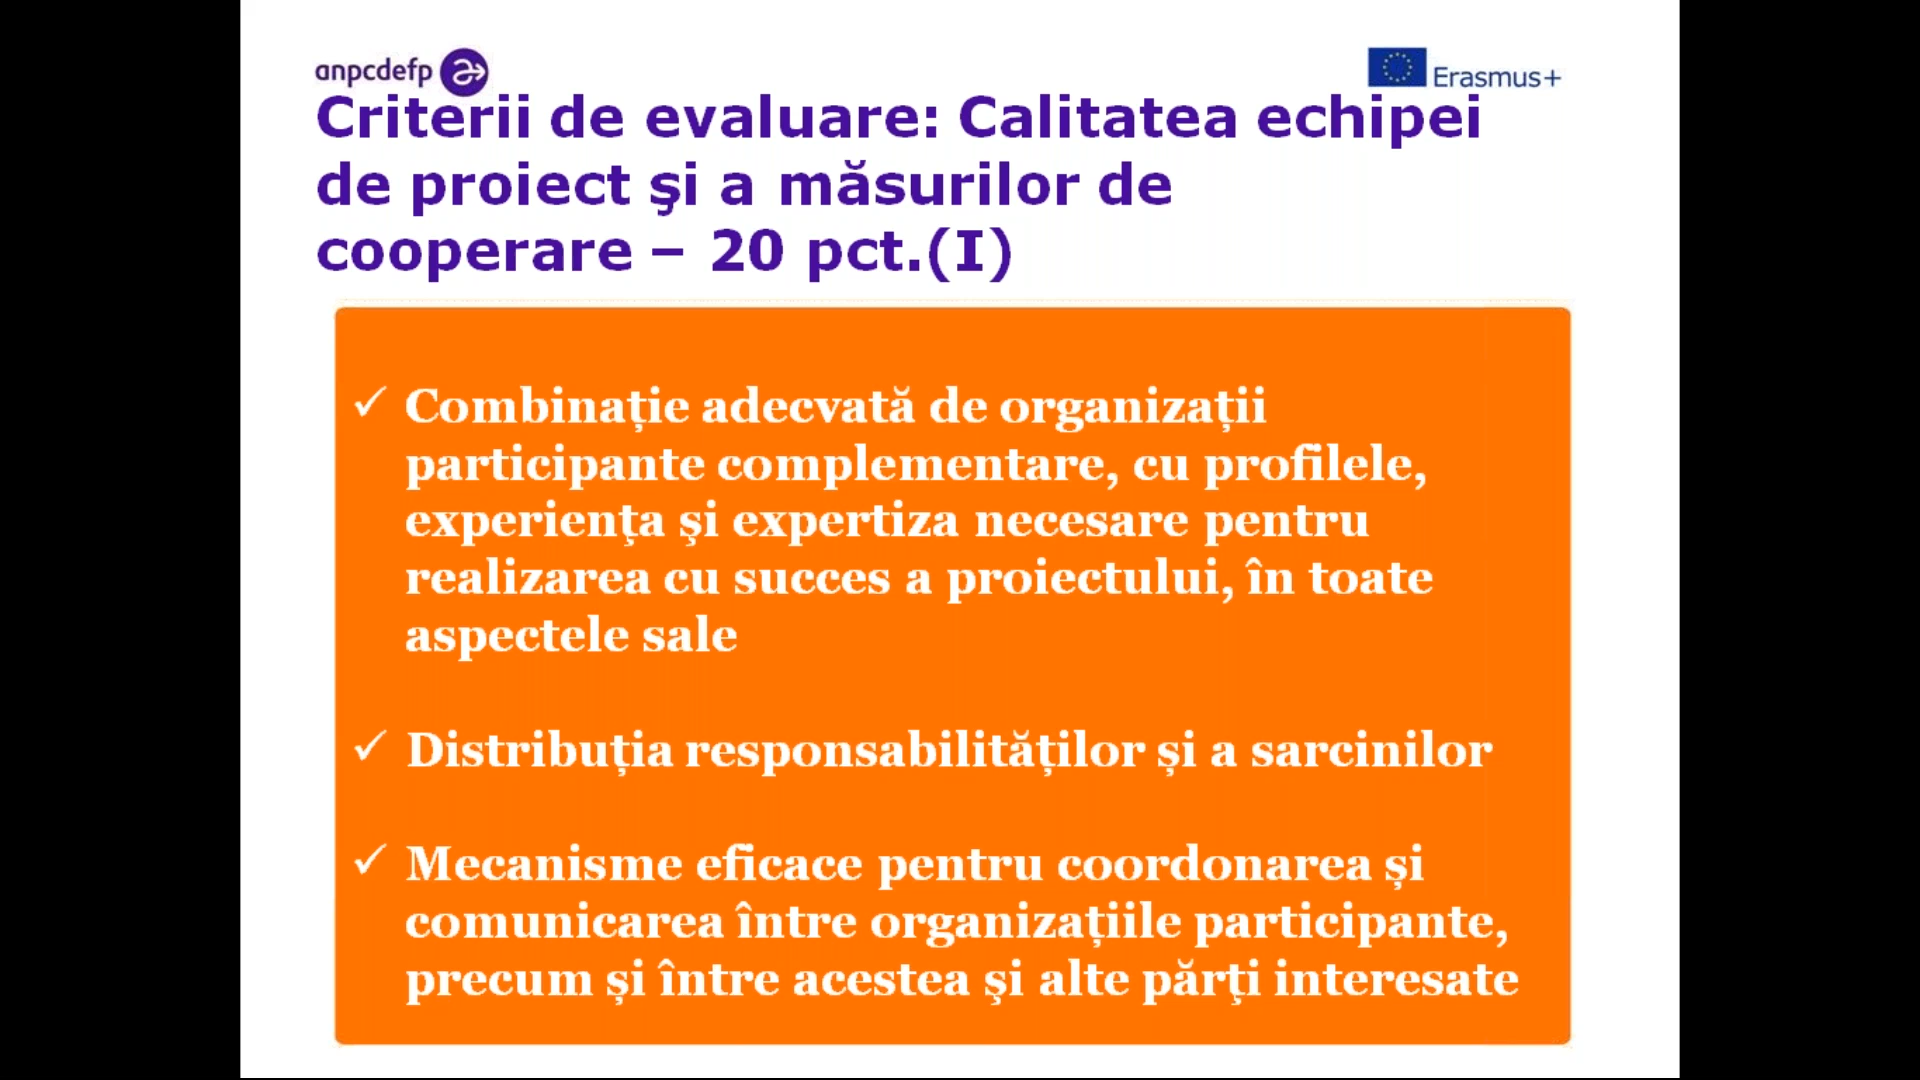 anpcdefp
Erasmus+
Criterii de evaluare: Calitatea echipei
de proiect şi a măsurilor de
cooperare – 20 pct.(I)
✓ Combinație adecvată de organizații
participante complementare, cu profilele,
experienţa şi expertiza necesare pentru
realizarea cu succes a proiectului, în toate
aspectele sale
✓ Distribuția responsabilităților și a sarcinilor
✓ Mecanisme eficace pentru coordonarea și
comunicarea între organizațiile participante,
precum și între acestea şi alte părţi interesate